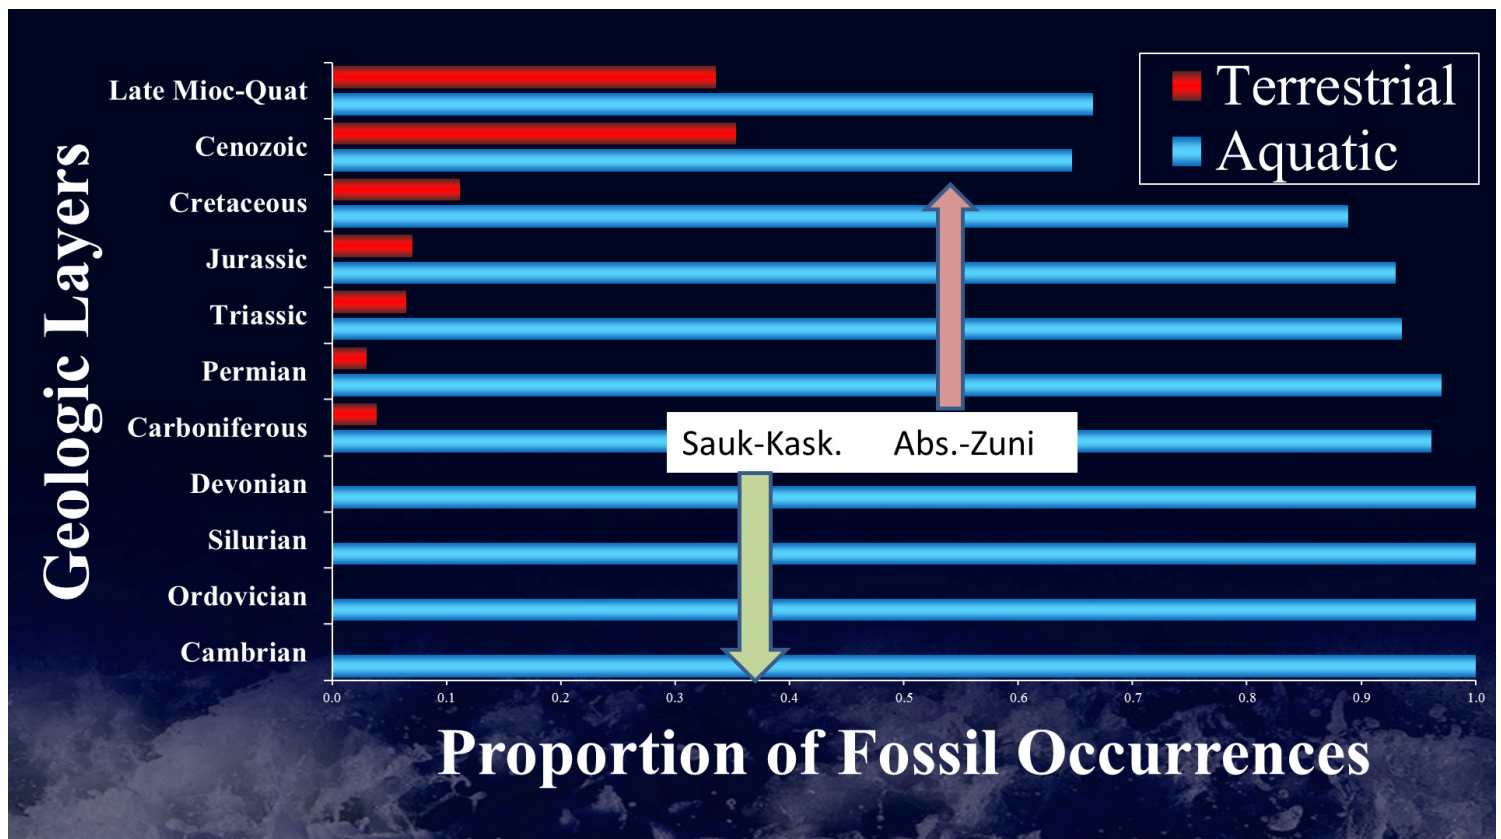 Terrestrial
Aquatic
Geologic Layers
Late Mioc-Quat
Cenozoic
Cretaceous
Jurassic
Triassic
Permian
Carboniferous
Devonian
Silurian
Ordovician
Cambrian
Sauk-Kask. Abs.-Zuni
0.0 0.1 0.2 0.3 0.4 0.5 0.6 0.7 0.8 0.9 1.0
Proportion of Fossil Occurrences